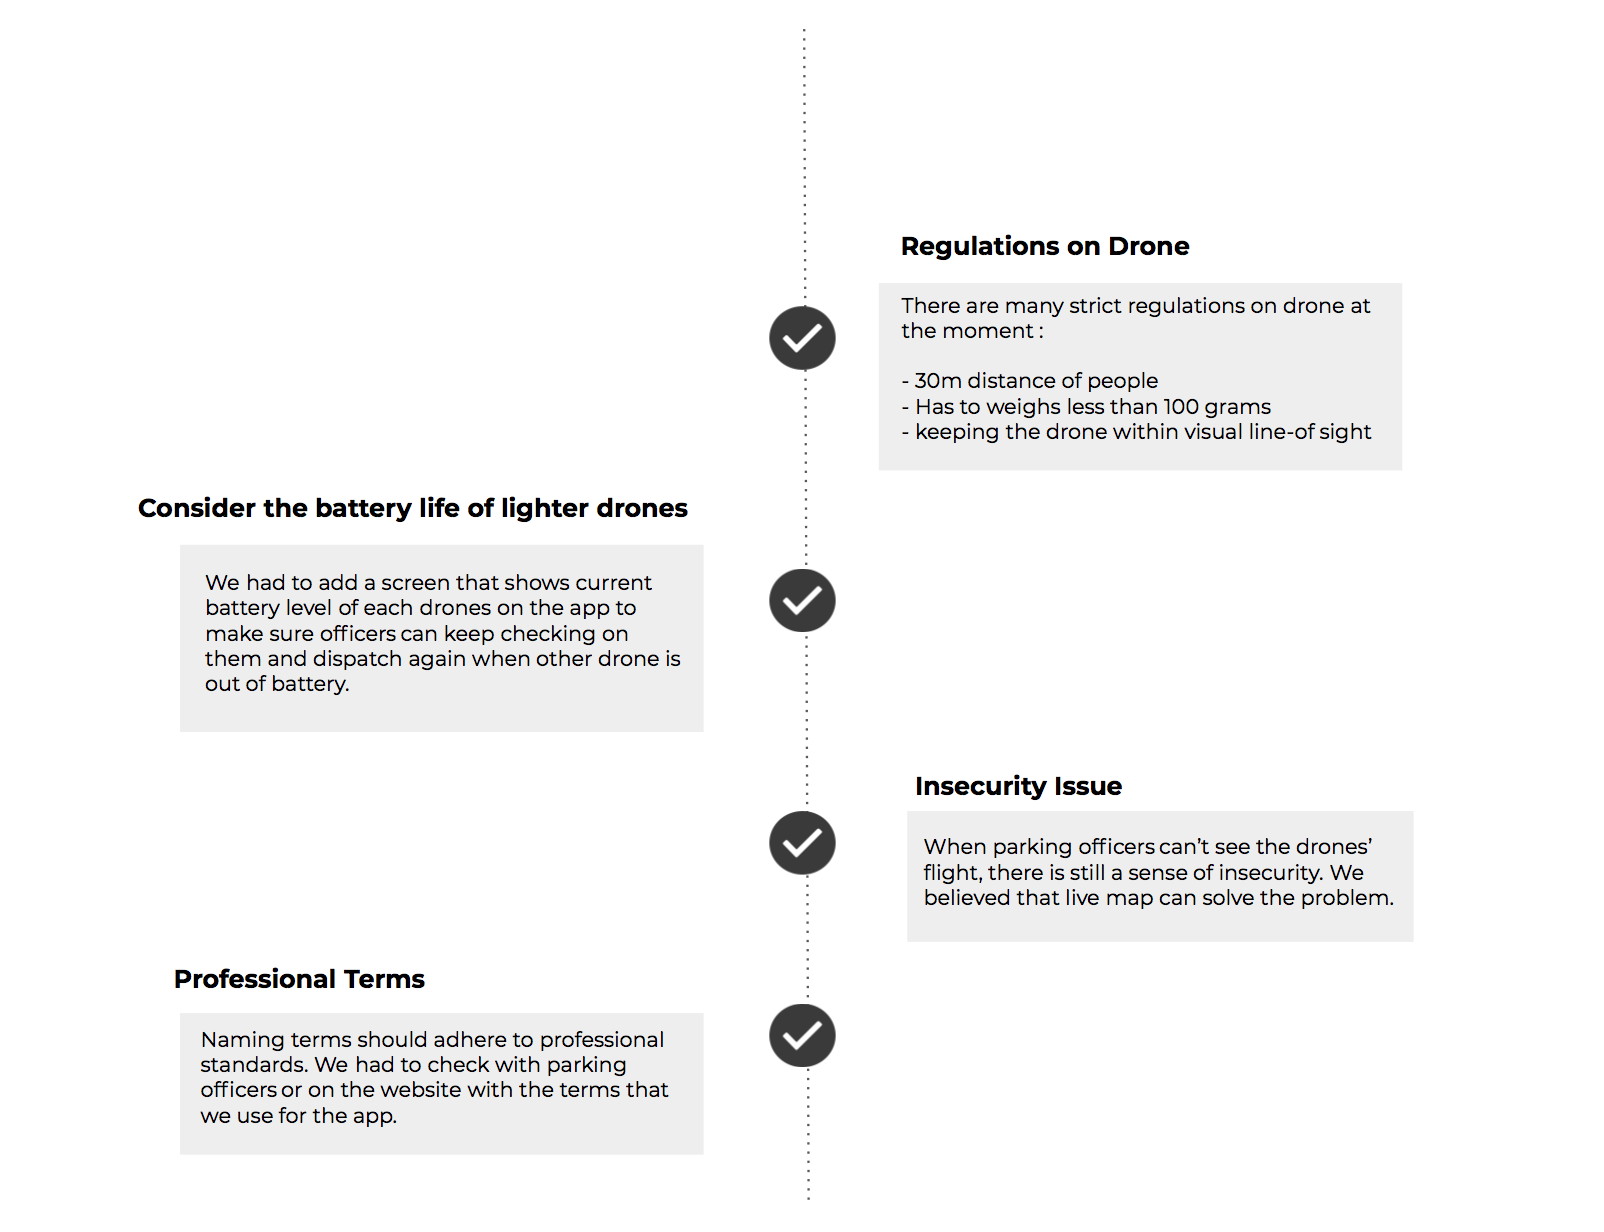 Regulations on Drone
There are many strict regulations on drone at
the moment :
- 30m distance of people
- Has to weighs less than 100 grams
- keeping the drone within visual line-of sight
Consider the battery life of lighter drones
We had to add a screen that shows current
battery level of each drones on the app to
make sure officers can keep checking on
them and dispatch again when other drone is
out of battery.
Insecurity Issue
When parking officers can’t see the drones’
flight, there is still a sense of insecurity. We
believed that live map can solve the problem.
Professional Terms
Naming terms should adhere to professional
standards. We had to check with parking
officers or on the website with the terms that
we use for the app.